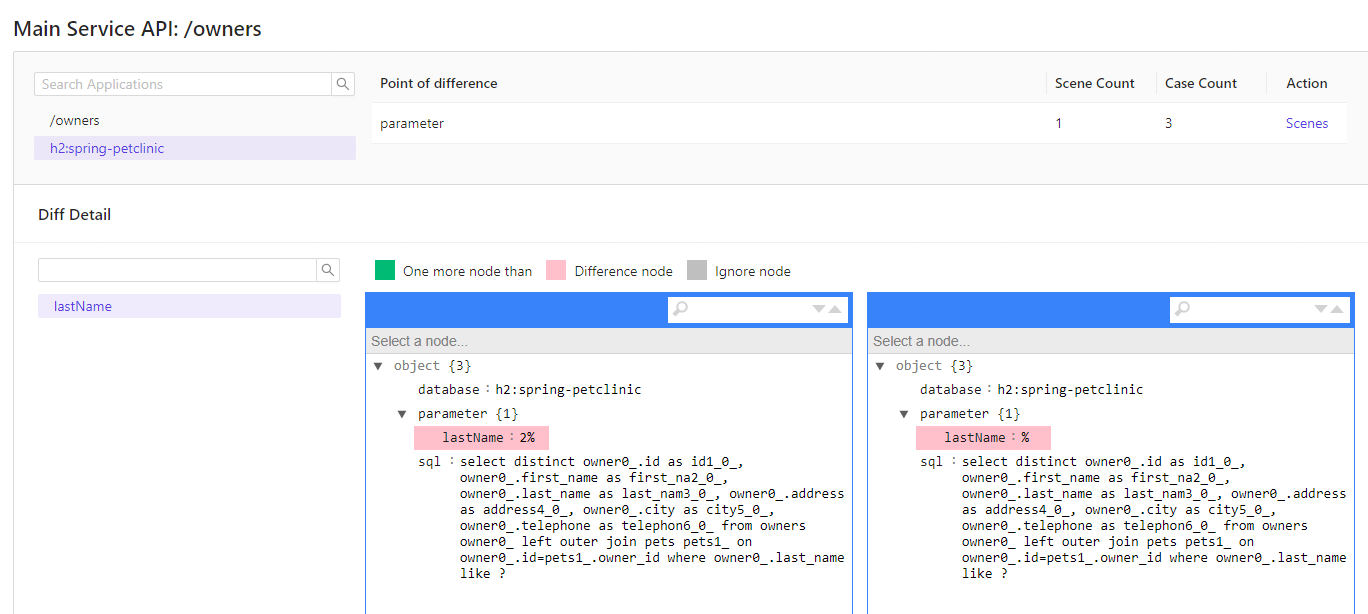 Main Service API: /owners
Search Applications
/owners
h2:spring-petclinic
Point of difference Scene Count Case Count Action
parameter 1 3 Scenes
Diff Detail
lastName
One more node than Difference node Ignore node
Select a node...
object {3}
database : h2:spring-petclinic
parameter {1}
lastName : 2%
sql : select distinct owner0_.id as id1_0_,
owner0_.first_name as first_na2_0_,
owner0_.last_name as last_nam3_0_, owner0_.address
as address4_0_, owner0_.city as city5_0_,
owner0_.telephone as telephon6_0_ from owners
owner0_ left outer join pets pets1_ on
owner0_.id=pets1_.owner_id where owner0_.last_name
like ?
Select a node...
object {3}
database : h2:spring-petclinic
parameter {1}
lastName : %
sql : select distinct owner0_.id as id1_0_,
owner0_.first_name as first_na2_0_,
owner0_.last_name as last_nam3_0_, owner0_.address
as address4_0_, owner0_.city as city5_0_,
owner0_.telephone as telephon6_0_ from owners
owner0_ left outer join pets pets1_ on
owner0_.id=pets1_.owner_id where owner0_.last_name
like ?